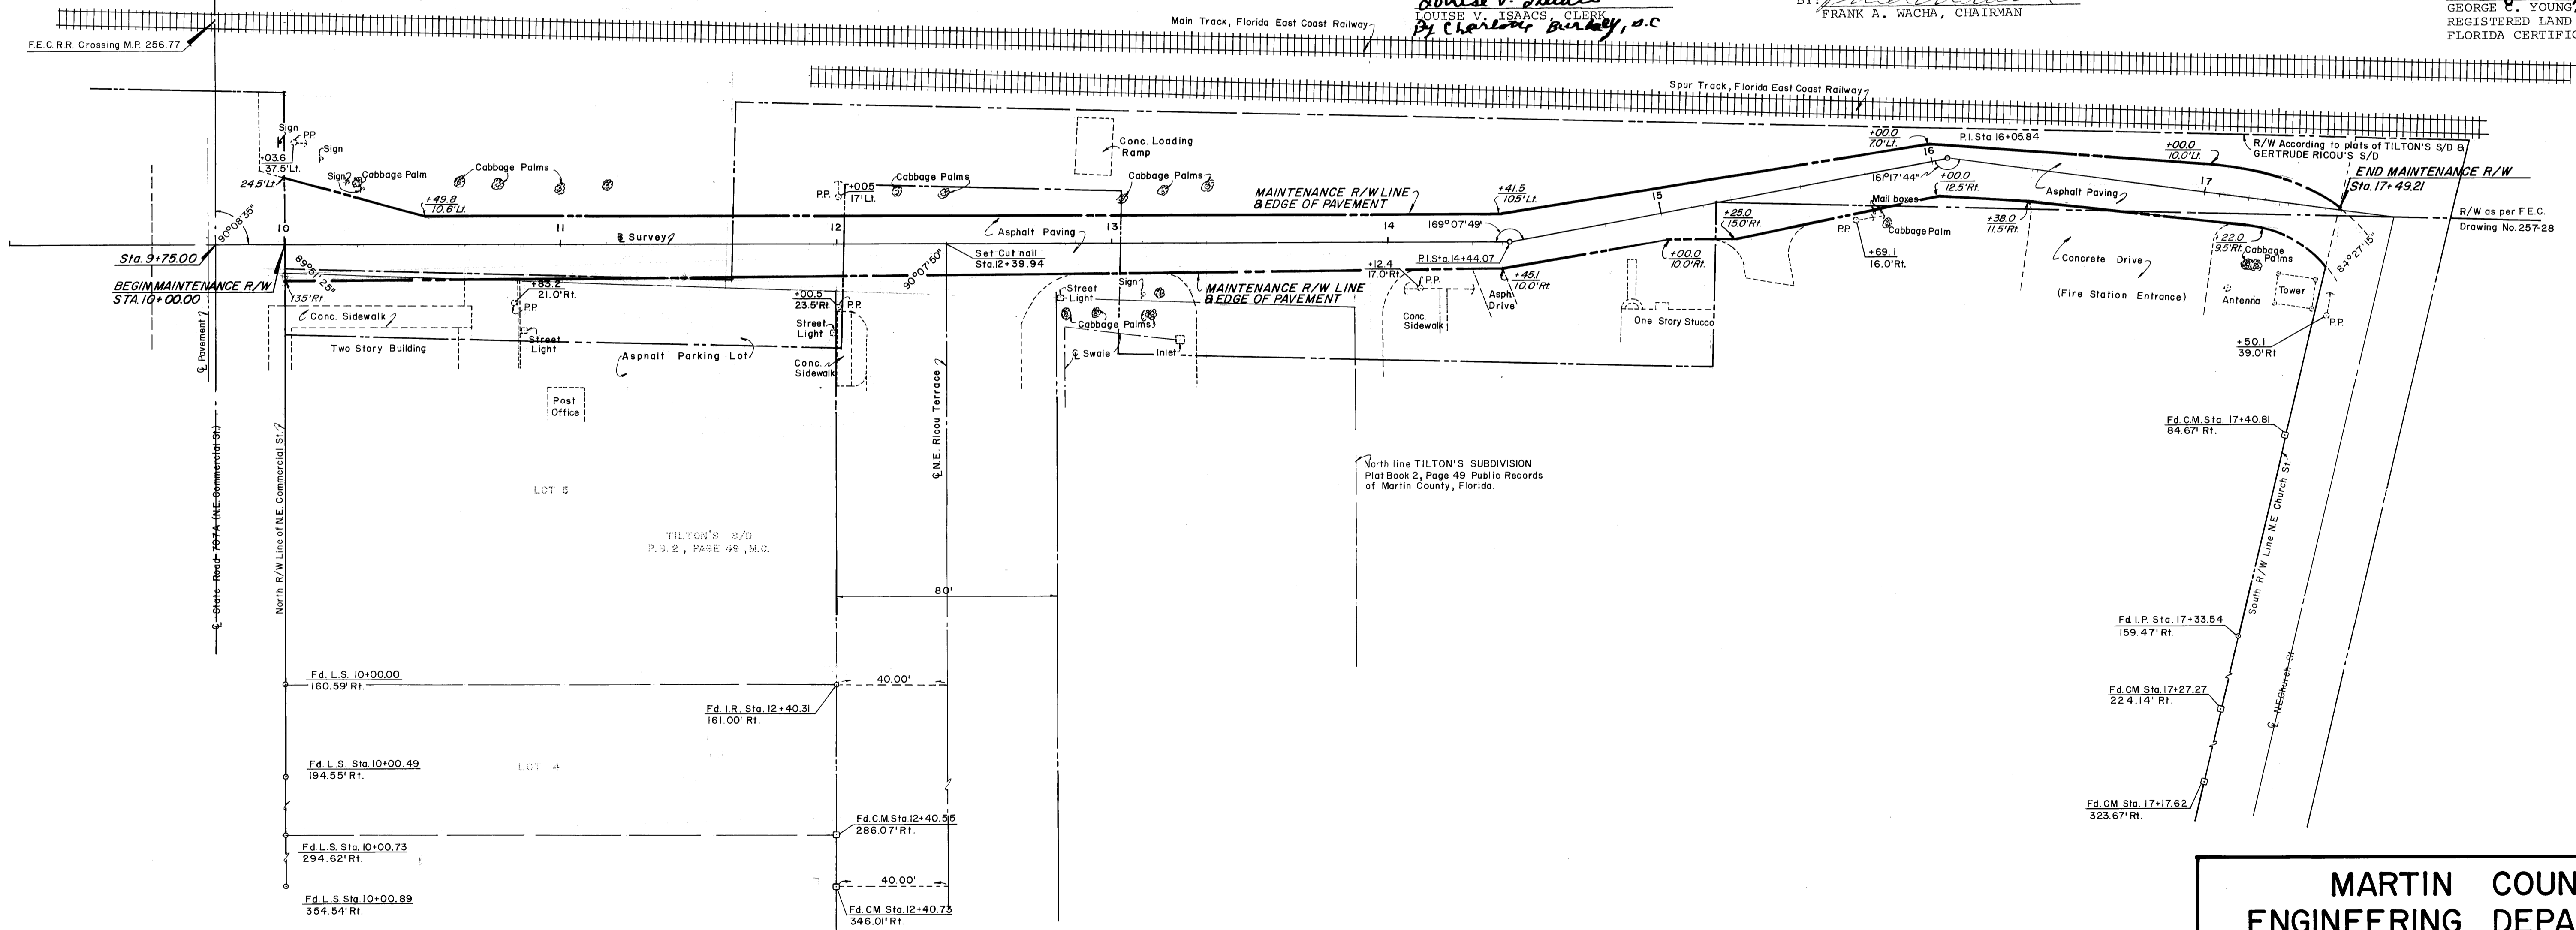 Louise V. Isaacs
LOUISE V. ISAACS, CLERK
By Charlotte Burkey, D.C
BY:
FRANK A. WACHA, CHAIRMAN
GEORGE C. YOUNG,
REGISTERED LAND
FLORIDA CERTIFIC
Main Track, Florida East Coast Railway
F.E.C.R.R. Crossing M.P. 256.77
Spur Track, Florida East Coast Railway
Sign
P.P.
Sign
+03.6
37.5'Lt.
24.5'Lt
Sign
Cabbage Palm
Cabbage Palms
+49.8
10.6'Lt.
90°08'35"
P.P.
+00.5
17'Lt.
Cabbage Palms
Conc. Loading
Ramp
Cabbage Palms
MAINTENANCE R/W LINE
& EDGE OF PAVEMENT
+41.5
10.5'Lt.
+00.0
7.0'Lt.
P.I. Sta. 16+05.84
16
161°17'44"
+00.0
12.5'Rt.
Asphalt Paving
+00.0
10.0'Lt.
R/W According to plats of TILTON'S S/D &
GERTRUDE RICOU'S S/D
END MAINTENANCE R/W
Sta. 17+49.21
17
R/W as per F.E.C.
Drawing No. 257-28
10
11
12
13
14
15
℄ Survey
Asphalt Paving
169°07'49"
Sta. 9+75.00
BEGIN MAINTENANCE R/W
STA. 10+00.00
89°51'25"
13.5'Rt.
Conc. Sidewalk
Two Story Building
+83.2
21.0'Rt.
P.P.
Street
Light
Asphalt Parking Lot
Post
Office
+00.5
23.5'Rt.
P.P.
Street
Light
Conc.
Sidewalk
90°07'50"
Set Cut nail
Sta. 12+39.94
Street
Light
Sign
Cabbage Palms
℄ Swale
Inlet
MAINTENANCE R/W LINE
& EDGE OF PAVEMENT
+12.4
17.0'Rt.
P.P.
P.I. Sta. 14+44.07
+45.1
10.0'Rt.
Asph.
Drive
Conc.
Sidewalk
One Story Stucco
+00.0
10.0'Rt.
+25.0
15.0'Rt.
Mail boxes
P.P.
Cabbage Palm
+69.1
16.0'Rt.
+38.0
11.5'Rt.
Concrete Drive
(Fire Station Entrance)
+22.0
9.5'Rt.
Cabbage
Palms
Antenna
Tower
P.P.
84°27'15"
+50.1
39.0'Rt
℄ Pavement
℄ State Road 707A (N.E. Commercial St.)
North R/W Line of N.E. Commercial St.
℄ N.E. Ricou Terrace
North line TILTON'S SUBDIVISION
Plat Book 2, Page 49 Public Records
of Martin County, Florida.
LOT 5
TILTON'S S/D
P.B. 2, PAGE 49, M.C.
80'
Fd. C.M. Sta. 17+40.81
84.67' Rt.
South R/W Line N.E. Church St.
℄ N.E. Church St
Fd. I.P. Sta. 17+33.54
159.47' Rt.
Fd. CM Sta. 17+27.27
224.14' Rt.
Fd. CM Sta. 17+17.62
323.67' Rt.
Fd. L.S. 10+00.00
160.59' Rt.
40.00'
Fd. I.R. Sta. 12+40.31
161.00' Rt.
Fd. L.S. Sta. 10+00.49
194.55' Rt.
LOT 4
Fd. C.M. Sta. 12+40.55
286.07' Rt.
Fd. L.S. Sta. 10+00.73
294.62' Rt.
40.00'
Fd. L.S. Sta. 10+00.89
354.54' Rt.
Fd. CM Sta. 12+40.73
346.01' Rt.
MARTIN COUN
ENGINEERING DEPA